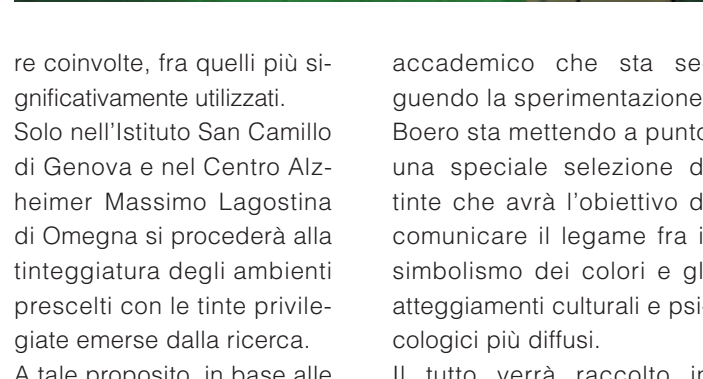 re coinvolte, fra quelli più si-
gnificativamente utilizzati.
Solo nell'Istituto San Camillo
di Genova e nel Centro Alz-
heimer Massimo Lagostina
di Omegna si procederà alla
tinteggiatura degli ambienti
prescelti con le tinte privile-
giate emerse dalla ricerca.
A tale proposito, in base alle
accademico che sta se
guendo la sperimentazione
Boero sta mettendo a punto
una speciale selezione d
tinte che avrà l'obiettivo d
comunicare il legame fra i
simbolismo dei colori e gl
atteggiamenti culturali e psi
cologici più diffusi.
Il tutto verrà raccolto in